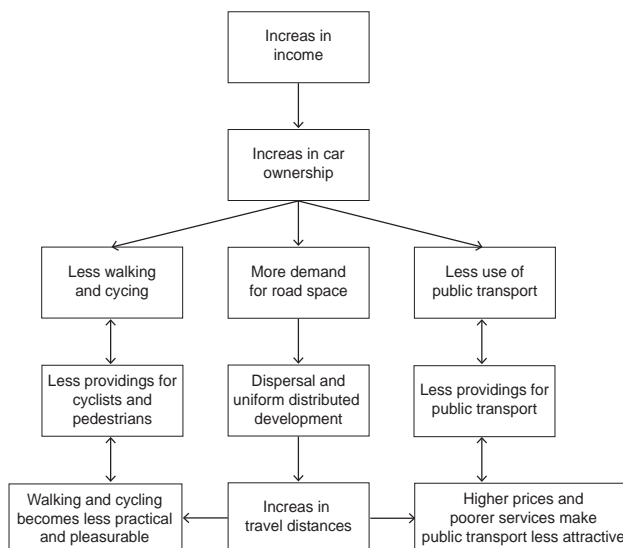 Increas in
income
Increas in car
ownership
Less walking
and cycing
More demand
for road space
Less use of
public transport
Less providings for
cyclists and
pedestrians
Dispersal and
uniform distributed
development
Less providings for
public transport
Walking and cycling
becomes less practical
and pleasurable
Increas in
travel distances
Higher prices and
poorer services make
public transport less attractive